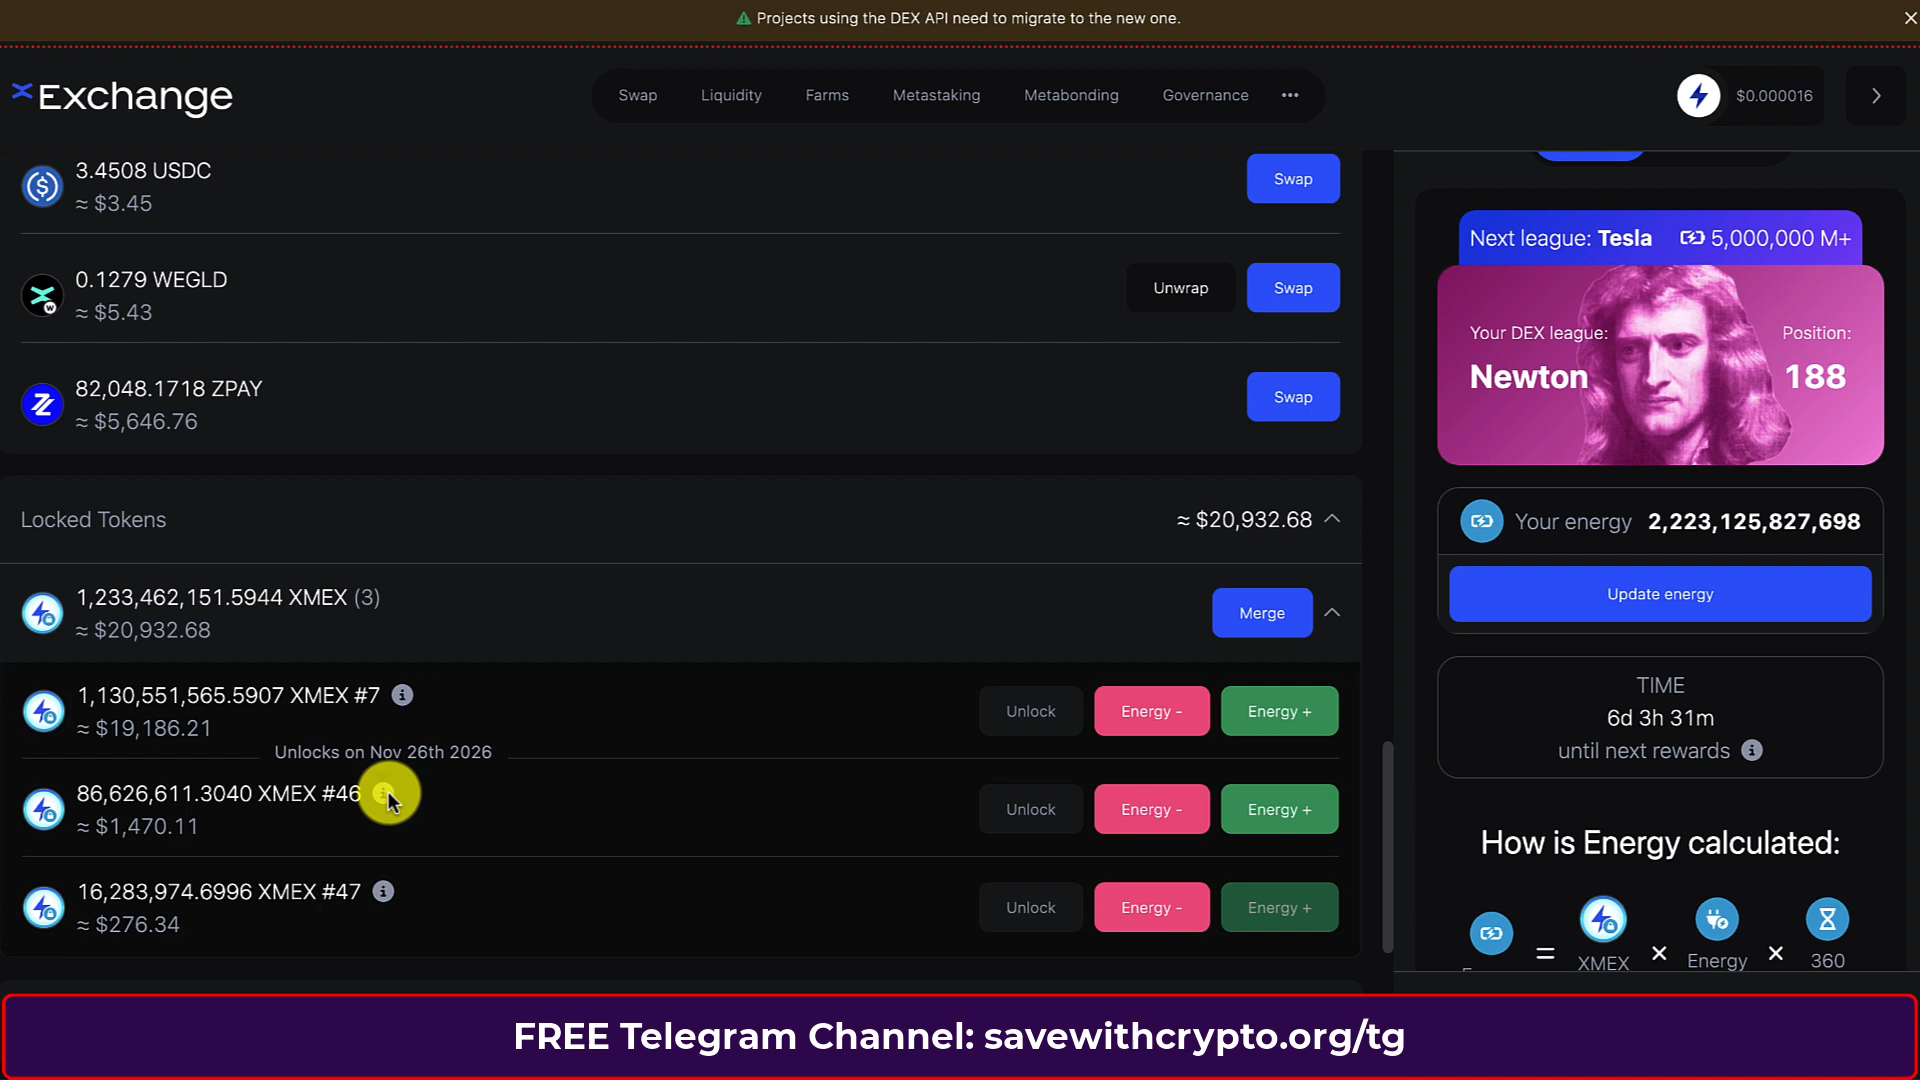 Projects using the DEX API need to migrate to the new one.
Exchange
Swap
Liquidity
Farms
Metastaking
Metabonding
Governance
$0.000016
3.4508 USDC
≈ $3.45
Swap
0.1279 WEGLD
≈ $5.43
Unwrap
Swap
82,048.1718 ZPAY
≈ $5,646.76
Swap
Locked Tokens
≈ $20,932.68
1,233,462,151.5944 XMEX (3)
≈ $20,932.68
Merge
1,130,551,565.5907 XMEX #7
≈ $19,186.21
Unlock
Energy -
Energy +
Unlocks on Nov 26th 2026
86,626,611.3040 XMEX #46
≈ $1,470.11
Unlock
Energy -
Energy +
16,283,974.6996 XMEX #47
≈ $276.34
Unlock
Energy -
Energy +
Next league: Tesla
5,000,000 M+
Your DEX league:
Newton
Position:
188
Your energy 2,223,125,827,698
Update energy
TIME
6d 3h 31m
until next rewards
How is Energy calculated:
= XMEX × Energy × 360
FREE Telegram Channel: savewithcrypto.org/tg